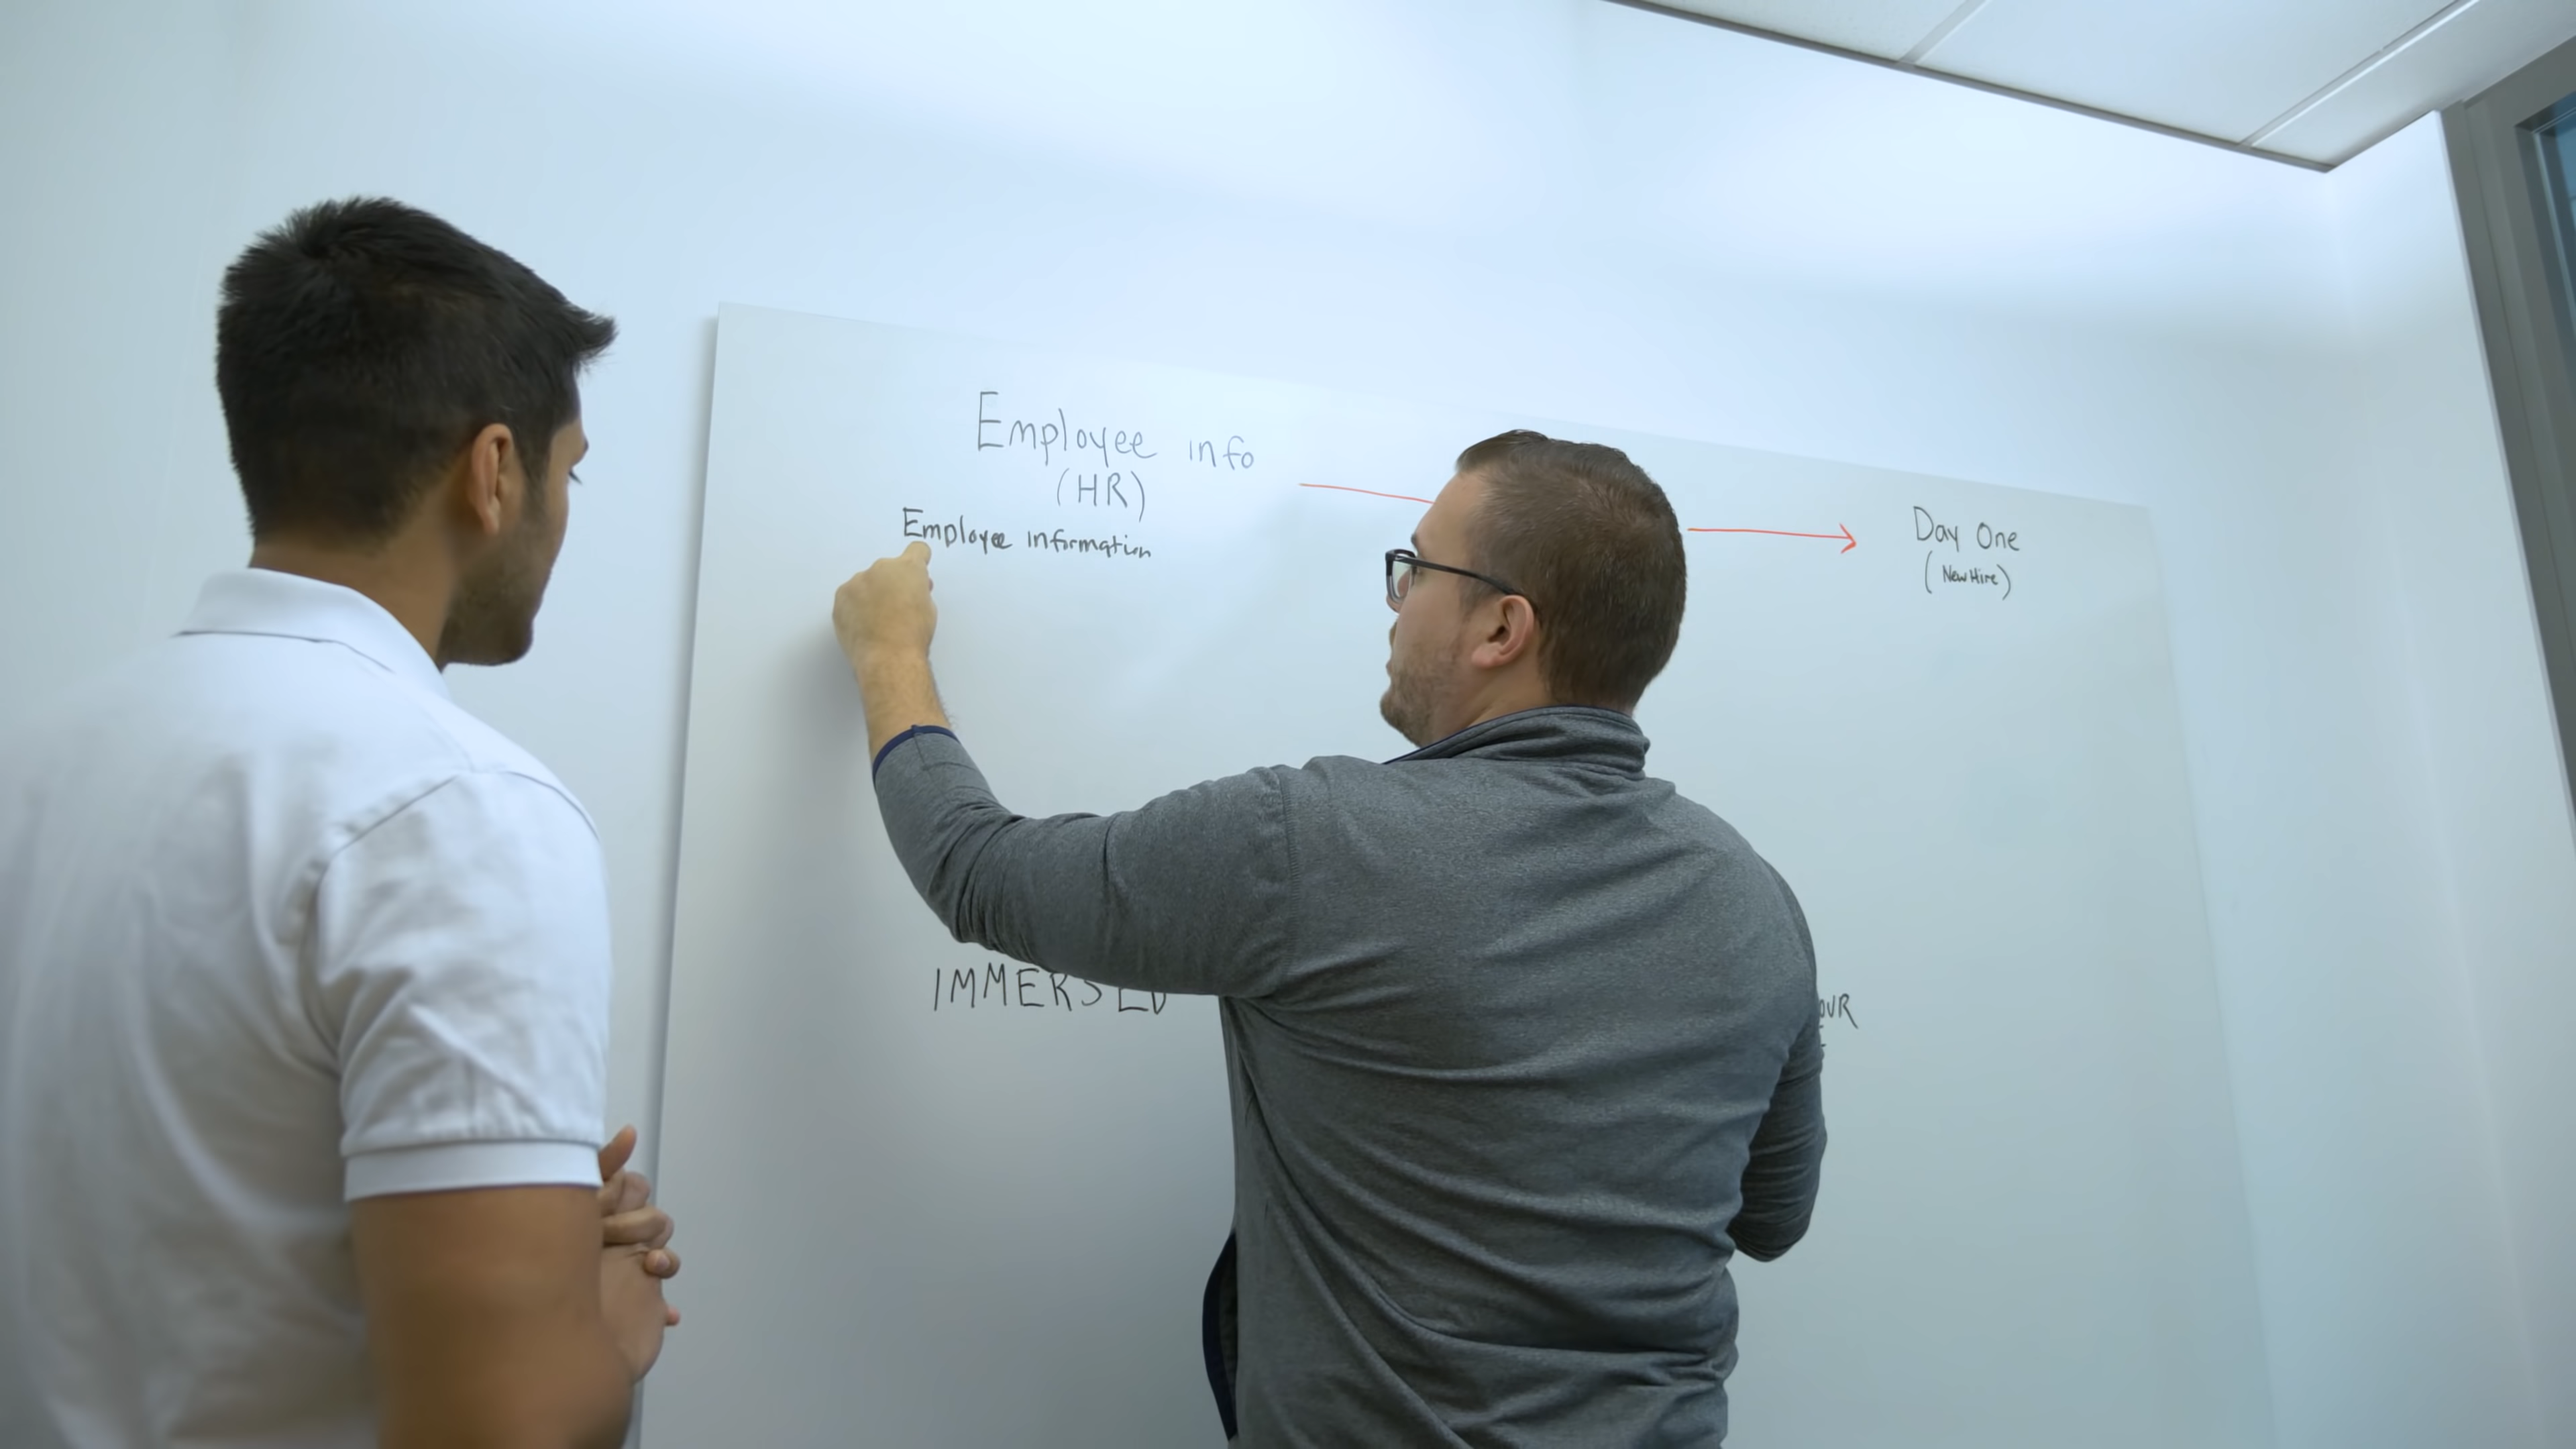 Employee info
(HR)
Employee information
Day One
(New Hire)
IMMERSED